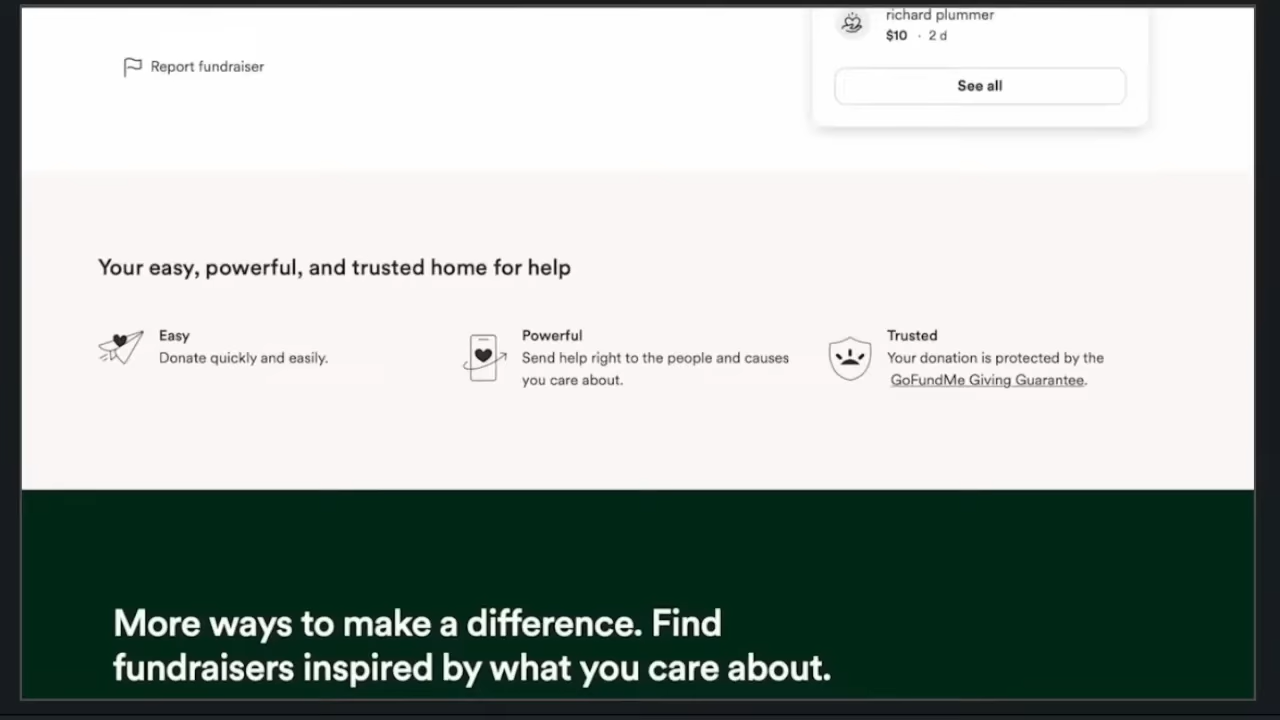 richard plummer
$10 · 2 d
Report fundraiser
See all
Your easy, powerful, and trusted home for help
Easy
Donate quickly and easily.
Powerful
Send help right to the people and causes
you care about.
Trusted
Your donation is protected by the
GoFundMe Giving Guarantee.
More ways to make a difference. Find
fundraisers inspired by what you care about.